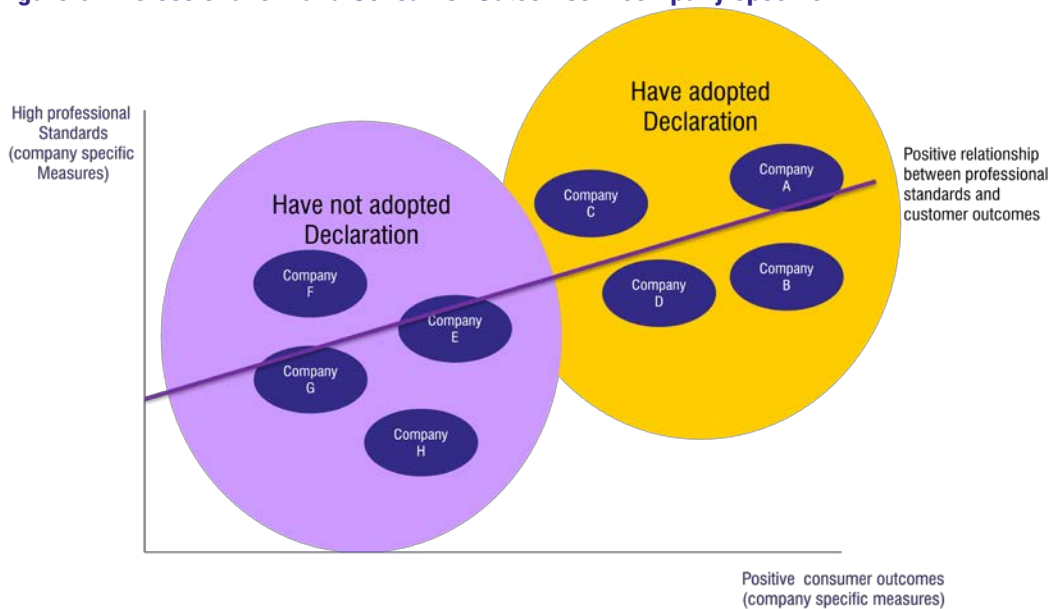 High professional
Standards
(company specific
Measures)
Have adopted
Declaration
Have not adopted
Declaration
Positive relationship
between professional
standards and
customer outcomes
Company
A
Company
C
Company
B
Company
D
Company
F
Company
E
Company
G
Company
H
Positive consumer outcomes
(company specific measures)